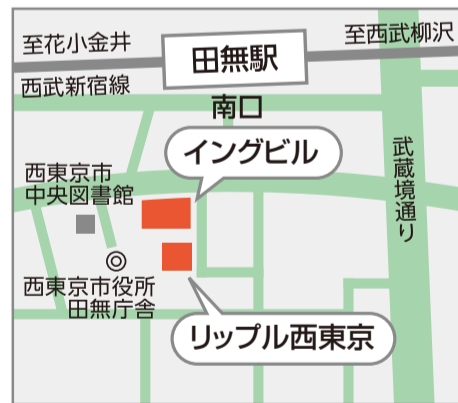 至花小金井
田無駅
至西武柳沢
西武新宿線
南口
イングビル
武蔵境通り
西東京市
中央図書館
西東京市役所
田無庁舎
リップル西東京